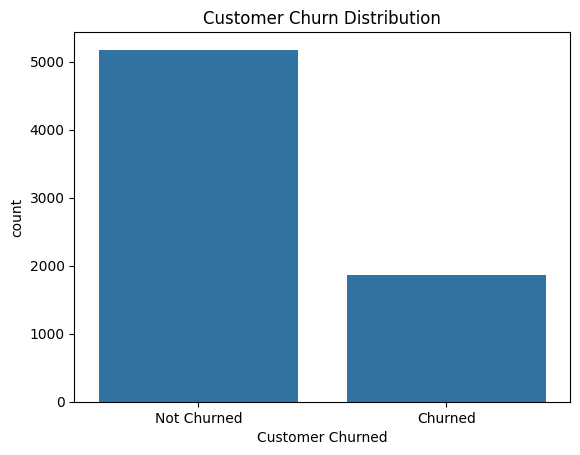 Customer Churn Distribution
5000
4000
3000
2000
1000
0
count
Not Churned
Churned
Customer Churned